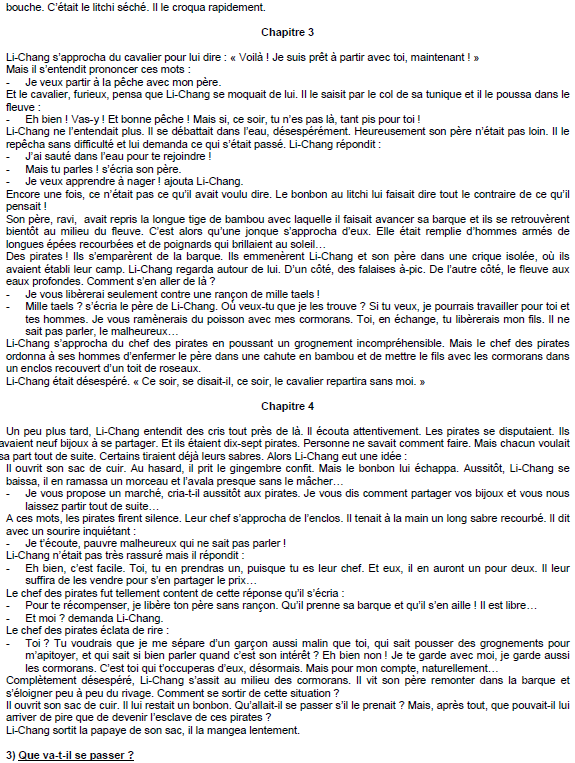 bouche. C'était le litchi séché. Il le croqua rapidement.
Chapitre 3
Li-Chang s'approcha du cavalier pour lui dire : « Voilà ! Je suis prêt à partir avec toi, maintenant ! »
Mais il s'entendit prononcer ces mots :
- Je veux partir à la pêche avec mon père.
Et le cavalier, furieux, pensa que Li-Chang se moquait de lui. Il le saisit par le col de sa tunique et il le poussa dans le
fleuve :
- Eh bien ! Vas-y ! Et bonne pêche ! Mais si, ce soir, tu n'es pas là, tant pis pour toi !
Li-Chang ne l'entendait plus. Il se débattait dans l'eau, désespérément. Heureusement son père n'était pas loin. Il le
repêcha sans difficulté et lui demanda ce qui s'était passé. Li-Chang répondit :
- J'ai sauté dans l'eau pour te rejoindre !
- Mais tu parles ! s'écria son père.
- Je veux apprendre à nager ! ajouta Li-Chang.
Encore une fois, ce n'était pas ce qu'il avait voulu dire. Le bonbon au litchi lui faisait dire tout le contraire de ce qu'il
pensait !
Son père, ravi, avait repris la longue tige de bambou avec laquelle il faisait avancer sa barque et ils se retrouvèrent
bientôt au milieu du fleuve. C'est alors qu'une jonque s'approcha d'eux. Elle était remplie d'hommes armés de
longues épées recourbées et de poignards qui brillaient au soleil…
Des pirates ! Ils s'emparèrent de la barque. Ils emmenèrent Li-Chang et son père dans une crique isolée, où ils
avaient établi leur camp. Li-Chang regarda autour de lui. D'un côté, des falaises à-pic. De l'autre côté, le fleuve aux
eaux profondes. Comment s'en aller de là ?
- Je vous libèrerai seulement contre une rançon de mille taels !
- Mille taels ? s'écria le père de Li-Chang. Où veux-tu que je les trouve ? Si tu veux, je pourrais travailler pour toi et
tes hommes. Je vous ramènerais du poisson avec mes cormorans. Toi, en échange, tu libèrerais mon fils. Il ne
sait pas parler, le malheureux…
Li-Chang s'approcha du chef des pirates en poussant un grognement incompréhensible. Mais le chef des pirates
ordonna à ses hommes d'enfermer le père dans une cahute en bambou et de mettre le fils avec les cormorans dans
un enclos recouvert d'un toit de roseaux.
Li-Chang était désespéré. « Ce soir, se disait-il, ce soir, le cavalier repartira sans moi. »
Chapitre 4
Un peu plus tard, Li-Chang entendit des cris tout près de là. Il écouta attentivement. Les pirates se disputaient. Ils
avaient neuf bijoux à se partager. Et ils étaient dix-sept pirates. Personne ne savait comment faire. Mais chacun voulait
sa part tout de suite. Certains tiraient déjà leurs sabres. Alors Li-Chang eut une idée :
Il ouvrit son sac de cuir. Au hasard, il prit le gingembre confit. Mais le bonbon lui échappa. Aussitôt, Li-Chang se
baissa, il en ramassa un morceau et l'avala presque sans le mâcher…
- Je vous propose un marché, cria-t-il aussitôt aux pirates. Je vous dis comment partager vos bijoux et vous nous
laissez partir tout de suite…
A ces mots, les pirates firent silence. Leur chef s'approcha de l'enclos. Il tenait à la main un long sabre recourbé. Il dit
avec un sourire inquiétant :
- Je t'écoute, pauvre malheureux qui ne sait pas parler !
Li-Chang n'était pas très rassuré mais il répondit :
- Eh bien, c'est facile. Toi, tu en prendras un, puisque tu es leur chef. Et eux, il en auront un pour deux. Il leur
suffira de les vendre pour s'en partager le prix…
Le chef des pirates fut tellement content de cette réponse qu'il s'écria :
- Pour te récompenser, je libère ton père sans rançon. Qu'il prenne sa barque et qu'il s'en aille ! Il est libre…
- Et moi ? demanda Li-Chang.
Le chef des pirates éclata de rire :
- Toi ? Tu voudrais que je me sépare d'un garçon aussi malin que toi, qui sait pousser des grognements pour
m'apitoyer, et qui sait si bien parler quand c'est son intérêt ? Eh bien non ! Je te garde avec moi, je garde aussi
les cormorans. C'est toi qui t'occuperas d'eux, désormais. Mais pour mon compte, naturellement…
Complètement désespéré, Li-Chang s'assit au milieu des cormorans. Il vit son père remonter dans la barque et
s'éloigner peu à peu du rivage. Comment se sortir de cette situation ?
Il ouvrit son sac de cuir. Il lui restait un bonbon. Qu'allait-il se passer s'il le prenait ? Mais, après tout, que pouvait-il lui
arriver de pire que de devenir l'esclave de ces pirates ?
Li-Chang sortit la papaye de son sac, il la mangea lentement.
3) Que va-t-il se passer ?